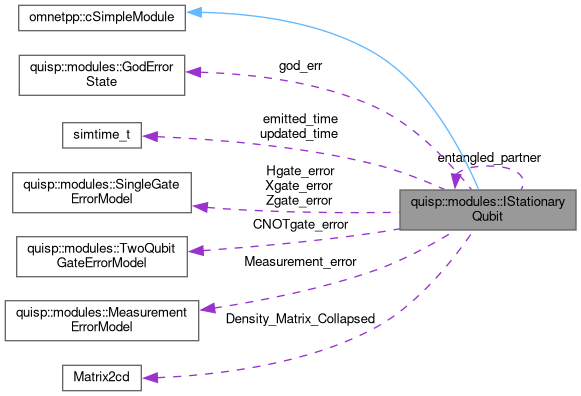 omnetpp::cSimpleModule
quisp::modules::GodError
State
god_err
simtime_t
emitted_time
updated_time
entangled_partner
quisp::modules::SingleGate
ErrorModel
Hgate_error
Xgate_error
Zgate_error
quisp::modules::IStationary
Qubit
quisp::modules::TwoQubit
GateErrorModel
CNOTgate_error
Measurement_error
quisp::modules::Measurement
ErrorModel
Density_Matrix_Collapsed
Matrix2cd